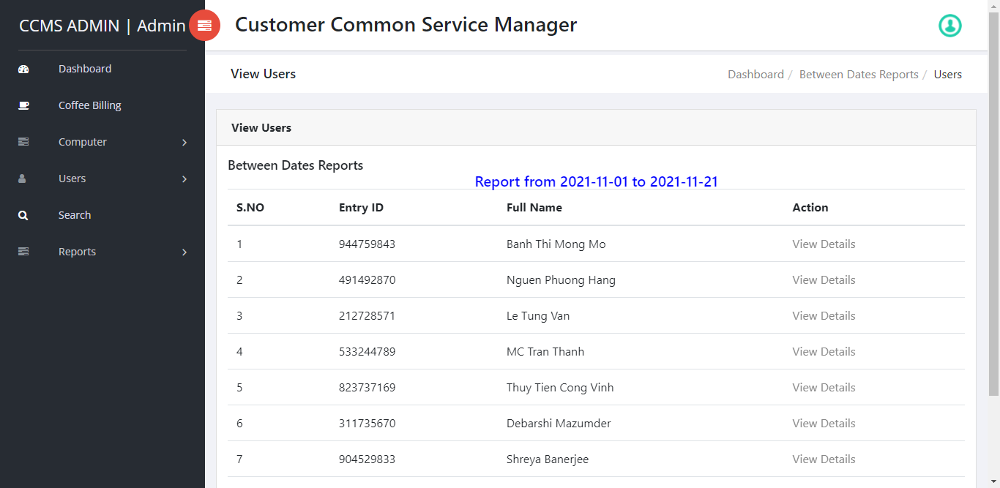 CCMS ADMIN | Admin
Customer Common Service Manager
Dashboard
Coffee Billing
Computer
Users
Search
Reports
View Users
Dashboard / Between Dates Reports / Users
View Users
Between Dates Reports
Report from 2021-11-01 to 2021-11-21
S.NO Entry ID Full Name Action
1 944759843 Banh Thi Mong Mo View Details
2 491492870 Nguen Phuong Hang View Details
3 212728571 Le Tung Van View Details
4 533244789 MC Tran Thanh View Details
5 823737169 Thuy Tien Cong Vinh View Details
6 311735670 Debarshi Mazumder View Details
7 904529833 Shreya Banerjee View Details